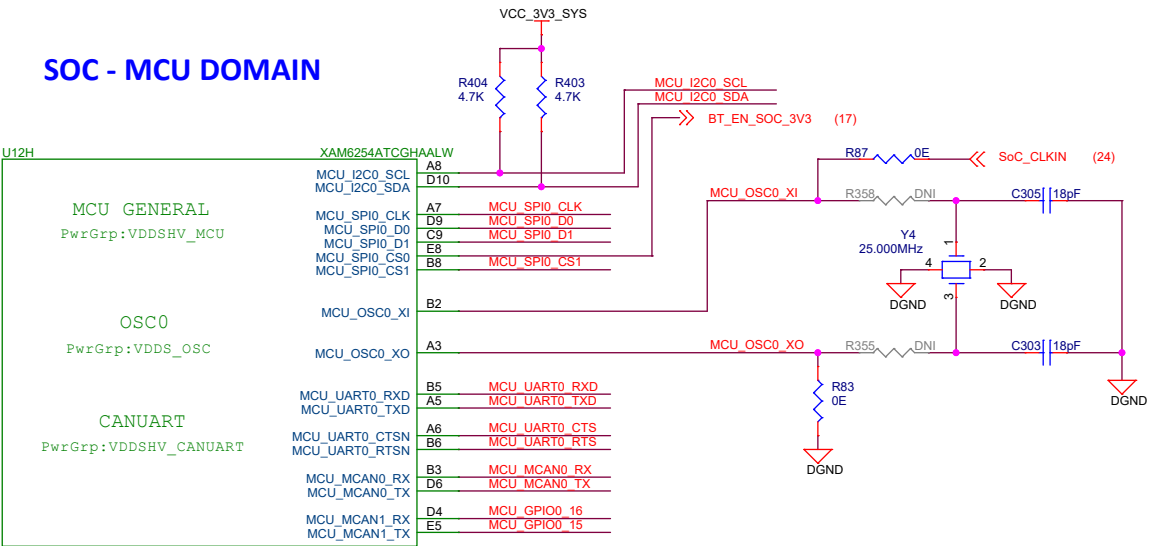 VCC_3V3_SYS
SOC - MCU DOMAIN
R404
4.7K
R403
4.7K
MCU_I2C0_SCL
MCU_I2C0_SDA
BT_EN_SOC_3V3 (17)
U12H
XAM6254ATCGHAALW
R87
0E
SoC_CLKIN (24)
MCU_I2C0_SCL A8
MCU_I2C0_SDA D10
MCU GENERAL
PwrGrp:VDDSHV_MCU
MCU_SPI0_CLK A7 MCU_SPI0_CLK
MCU_SPI0_D0 D9 MCU_SPI0_D0
MCU_SPI0_D1 C9 MCU_SPI0_D1
MCU_SPI0_CS0 E8
MCU_SPI0_CS1 B8 MCU_SPI0_CS1
MCU_OSC0_XI R358 DNI C305 18pF
Y4
25.000MHz
1
4
2
3
DGND
DGND
MCU_OSC0_XI B2
OSC0
PwrGrp:VDDS_OSC
MCU_OSC0_XO A3 MCU_OSC0_XO R355 DNI C303 18pF
R83
0E
DGND
DGND
MCU_UART0_RXD B5 MCU_UART0_RXD
MCU_UART0_TXD A5 MCU_UART0_TXD
CANUART
PwrGrp:VDDSHV_CANUART
MCU_UART0_CTSN A6 MCU_UART0_CTS
MCU_UART0_RTSN B6 MCU_UART0_RTS
MCU_MCAN0_RX B3 MCU_MCAN0_RX
MCU_MCAN0_TX D6 MCU_MCAN0_TX
MCU_MCAN1_RX D4 MCU_GPIO0_16
MCU_MCAN1_TX E5 MCU_GPIO0_15